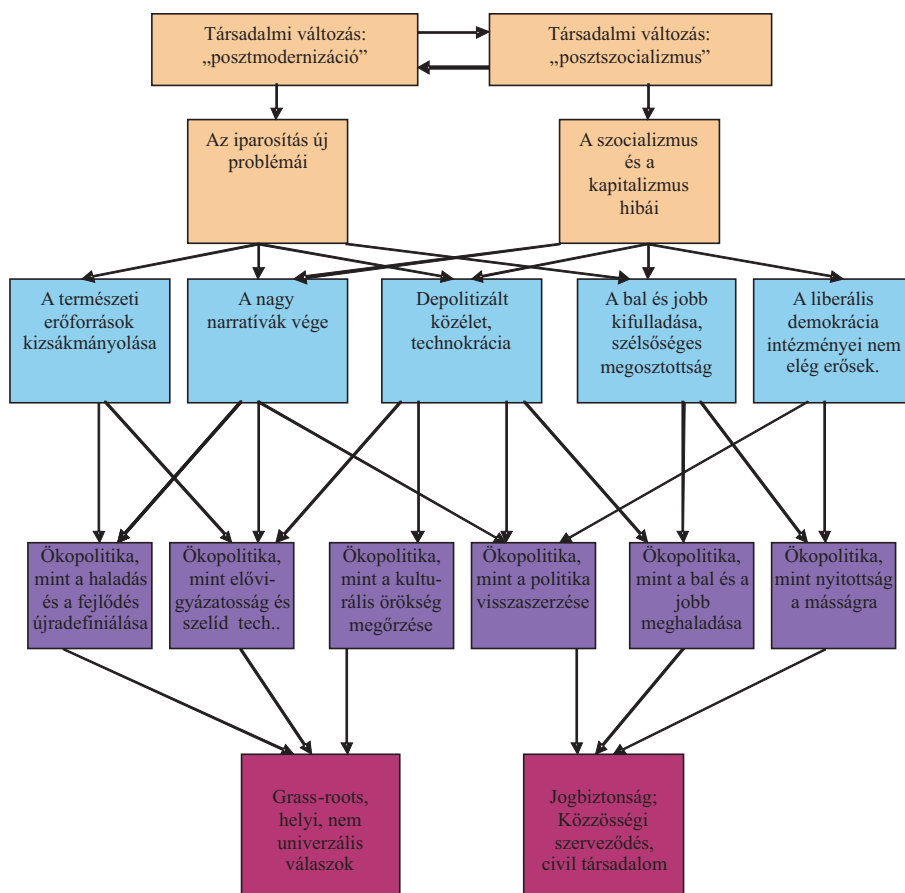 Társadalmi változás:
„posztmodernizáció”
Társadalmi változás:
„posztszocializmus”
Az iparosítás új
problémái
A szocializmus
és a
kapitalizmus
hibái
A természeti
erőforrások
kizsákmányolása
A nagy
narratívák vége
Depolitizált
közélet,
technokrácia
A bal és jobb
kifulladása,
szélsőséges
megosztottság
A liberális
demokrácia
intézményei nem
elég erősek.
Ökopolitika,
mint a haladás
és a fejlődés
újradefiniálása
Ökopolitika,
mint elővi-
gyázatosság és
szelíd tech..
Ökopolitika,
mint a kultu-
rális örökség
megőrzése
Ökopolitika,
mint a politika
visszaszerzése
Ökopolitika,
mint a bal és a
jobb
meghaladása
Ökopolitika,
mint nyitottság
a másságra
Grass-roots,
helyi, nem
univerzális
válaszok
Jogbiztonság;
Közzösségi
szerveződés,
civil társadalom